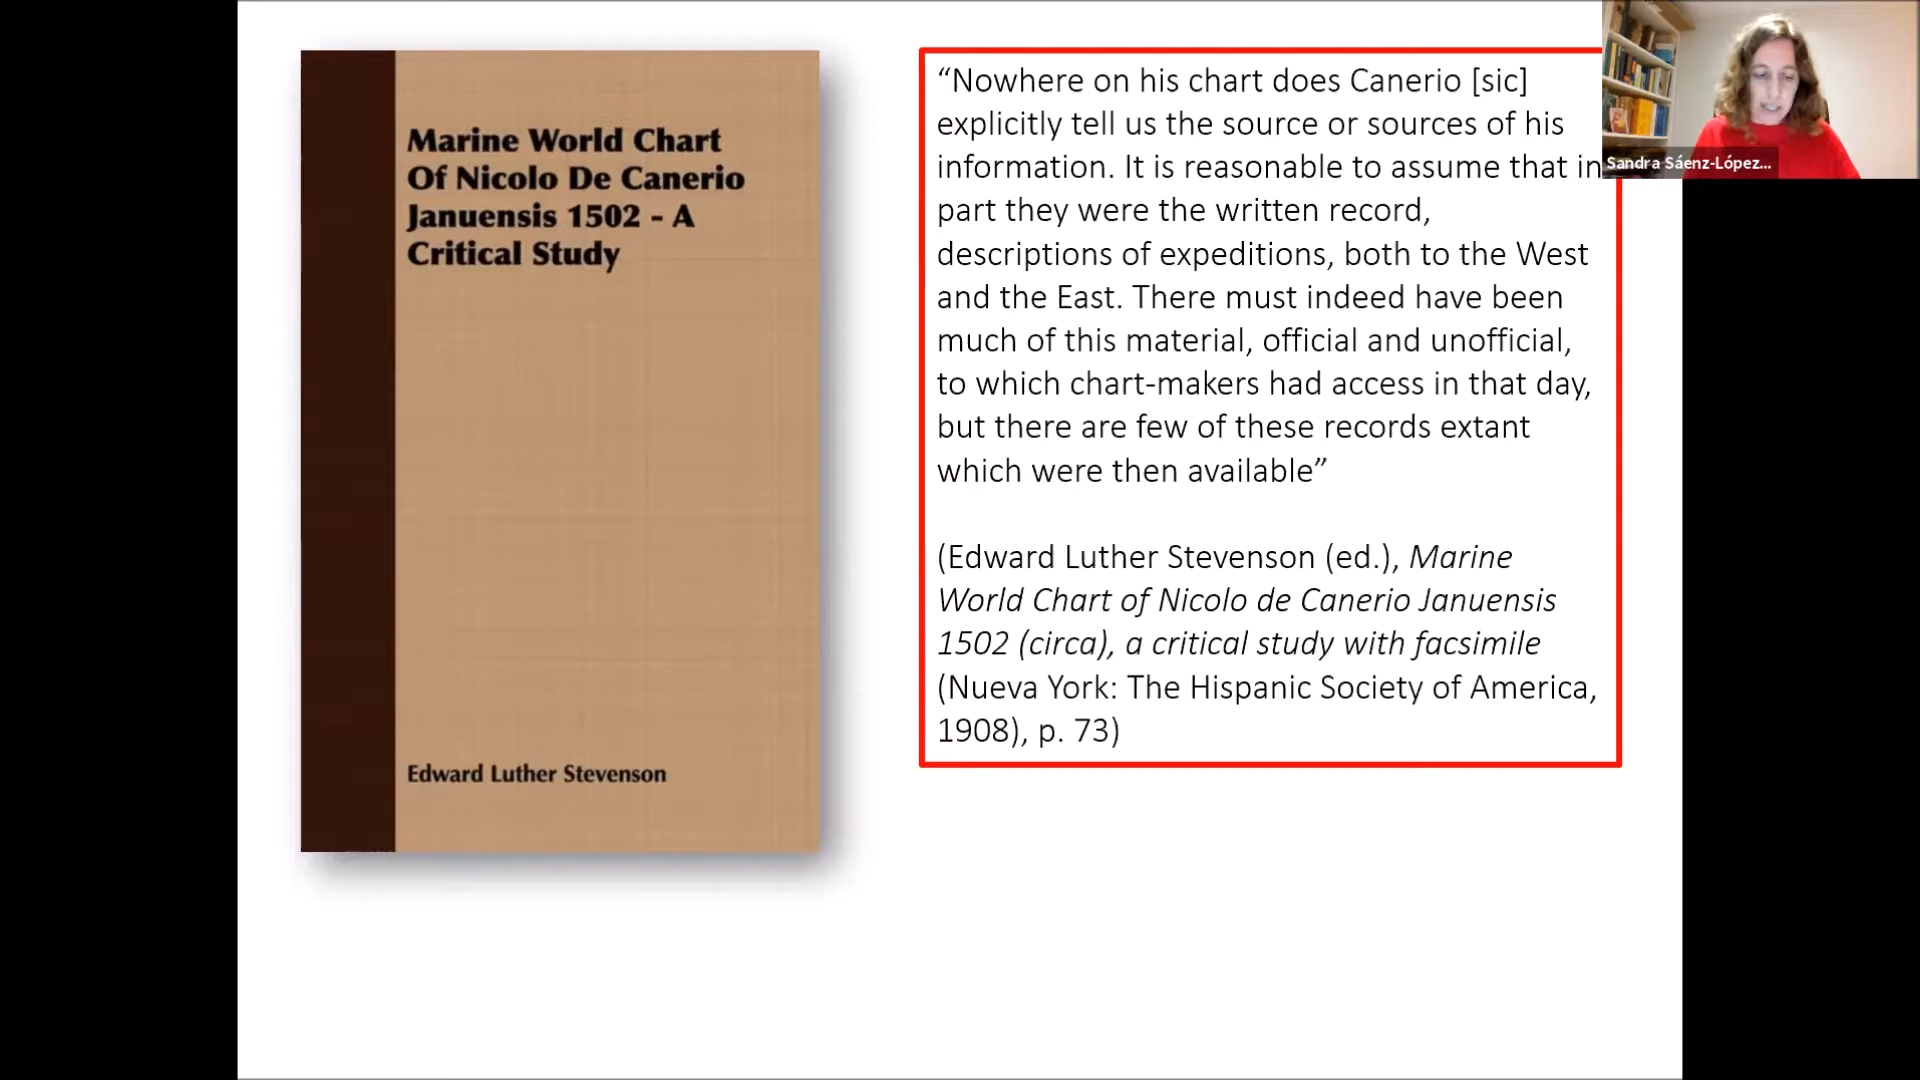 Marine World Chart
Of Nicolo De Canerio
Januensis 1502 - A
Critical Study
Edward Luther Stevenson
“Nowhere on his chart does Canerio [sic]
explicitly tell us the source or sources of his
information. It is reasonable to assume that in
part they were the written record,
descriptions of expeditions, both to the West
and the East. There must indeed have been
much of this material, official and unofficial,
to which chart-makers had access in that day,
but there are few of these records extant
which were then available”
(Edward Luther Stevenson (ed.), Marine
World Chart of Nicolo de Canerio Januensis
1502 (circa), a critical study with facsimile
(Nueva York: The Hispanic Society of America,
1908), p. 73)
Sandra Sáenz-López...